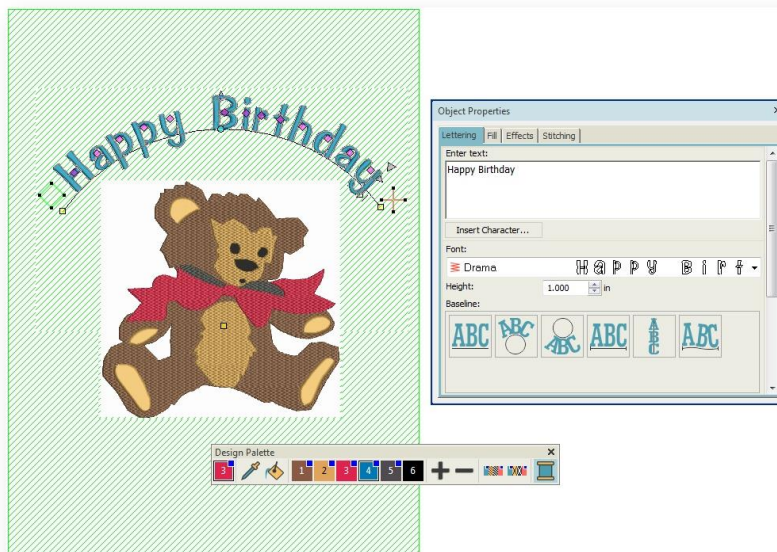 Happy Birthday
Object Properties
Lettering Fill Effects Stitching
Enter text:
Happy Birthday
Insert Character...
Font:
Drama Happy Birt
Height: 1.000 in
Baseline:
ABC ABC ABC ABC ABC ABC
Design Palette
3 1 2 3 4 5 6